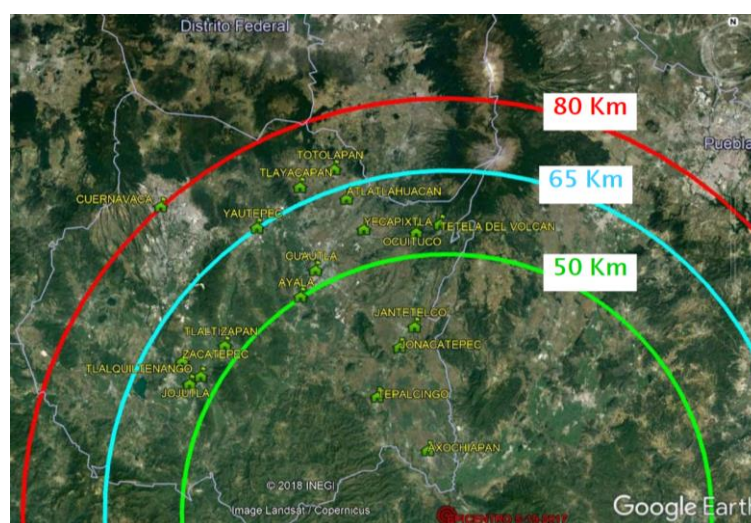 Distrito Federal
N
80 Km
Puebla
TOTOLAPAN
TLAYACAPAN
65 Km
CUERNAVACA
ATLATLAHUACAN
YAUTEPEC
YECAPIXTLA
TETELA DEL VOLCAN
OCUITUCO
CUAUTLA
50 Km
AYALA
JANTETELCO
TLALTIZAPAN
JONACATEPEC
ZACATEPEC
TLALQUILTENANGO
JOJUTLA
TEPALCINGO
AXOCHIAPAN
© 2018 INEGI
Image Landsat / Copernicus
Google Earth